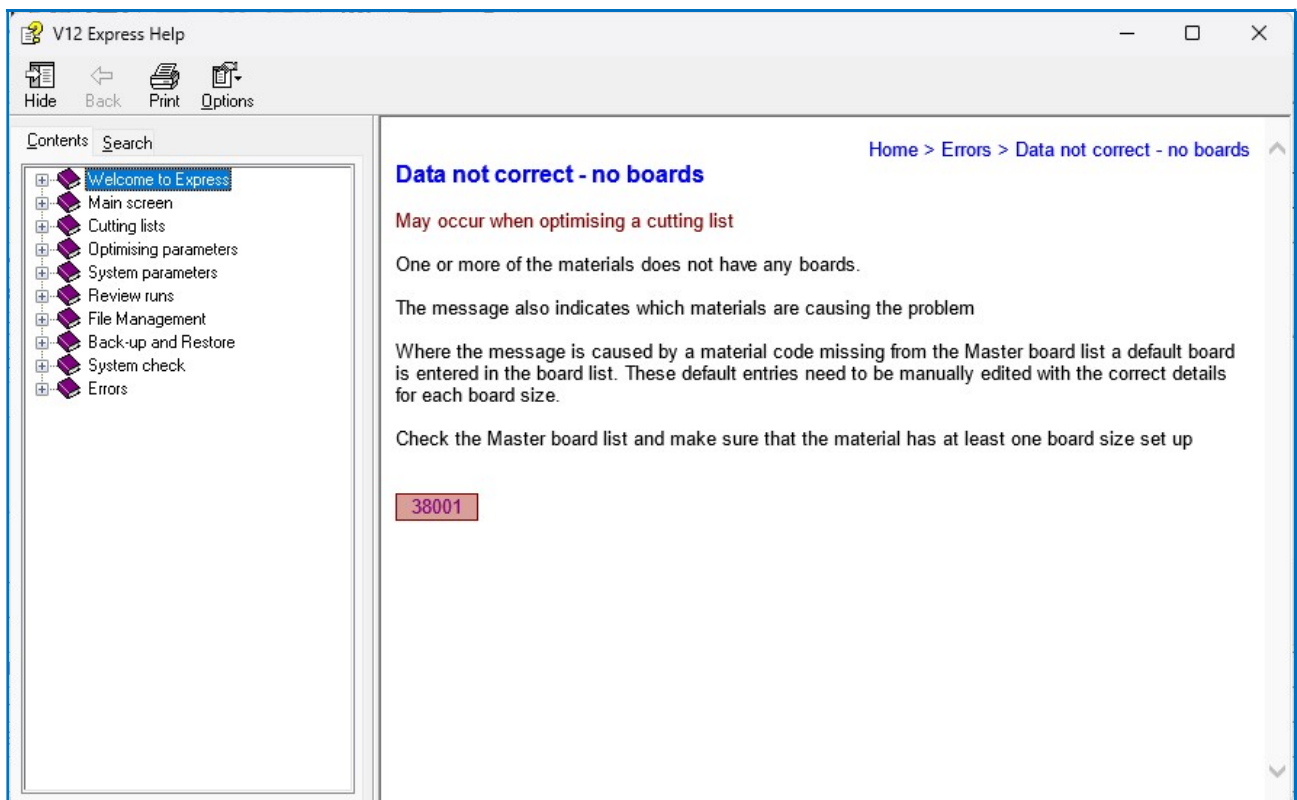 V12 Express Help
Hide Back Print Options
Contents Search
Welcome to Express
Main screen
Cutting lists
Optimising parameters
System parameters
Review runs
File Management
Back-up and Restore
System check
Errors
Home > Errors > Data not correct - no boards
Data not correct - no boards
May occur when optimising a cutting list
One or more of the materials does not have any boards.
The message also indicates which materials are causing the problem
Where the message is caused by a material code missing from the Master board list a default board
is entered in the board list. These default entries need to be manually edited with the correct details
for each board size.
Check the Master board list and make sure that the material has at least one board size set up
38001